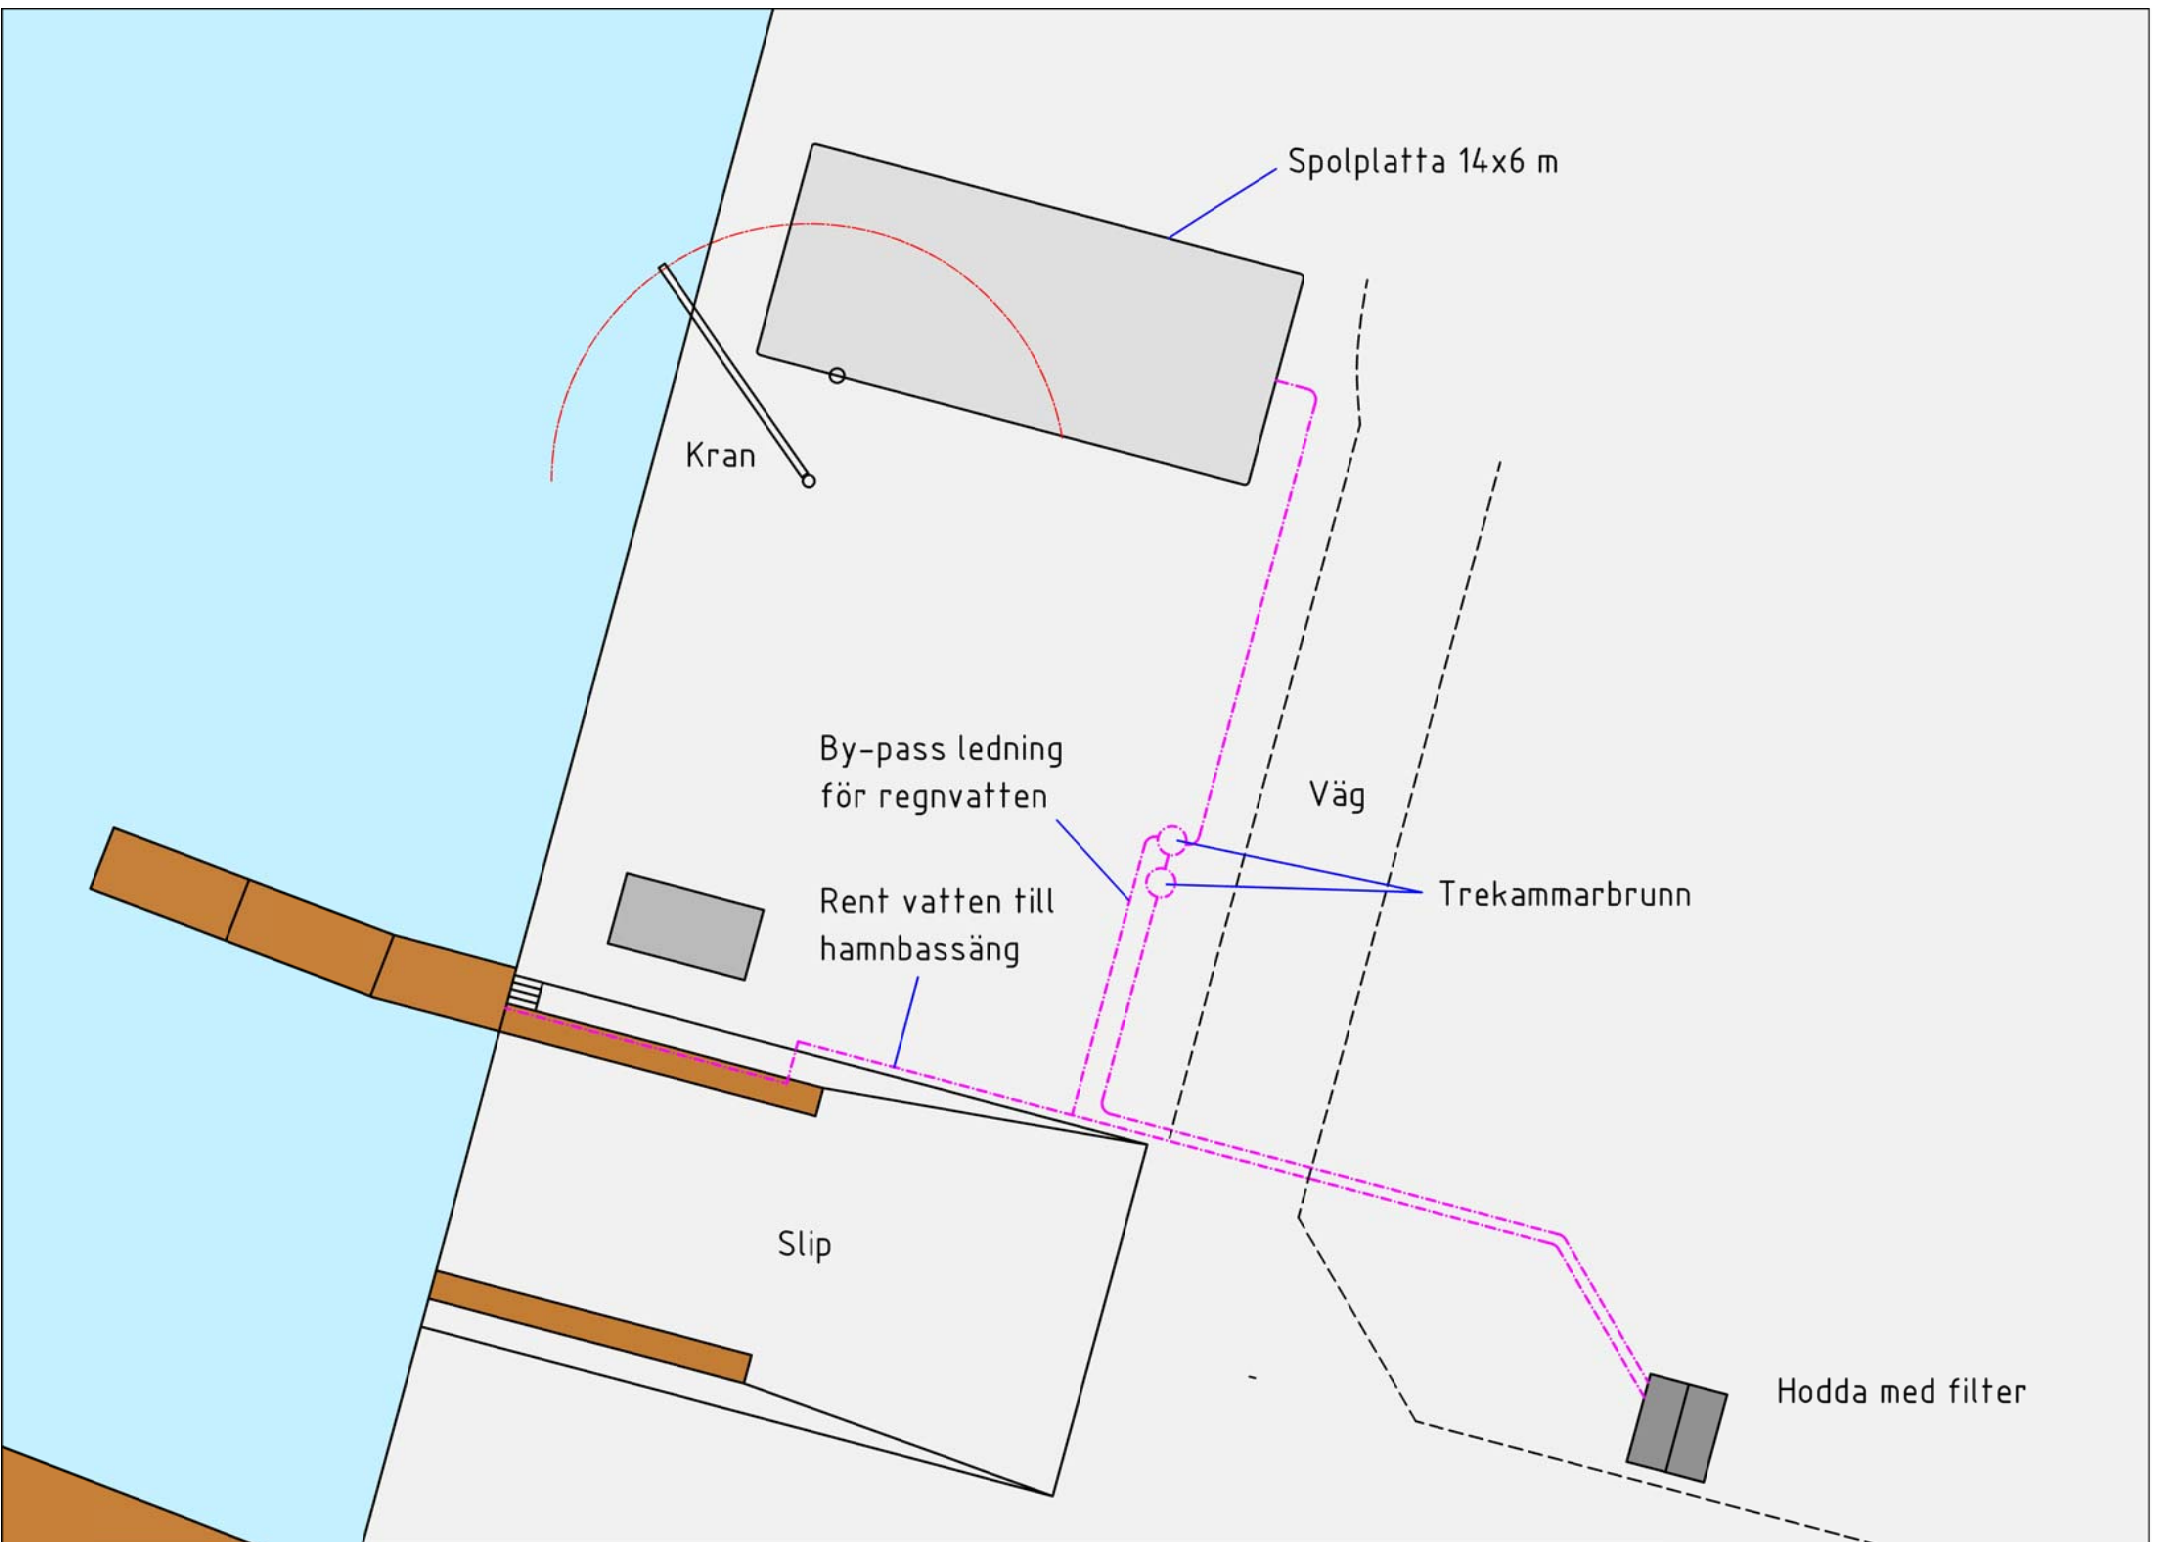 Spolplatta 14x6 m
Kran
By-pass ledning
för regnvatten
Väg
Rent vatten till
hamnbassäng
Trekammarbrunn
Slip
Hodda med filter